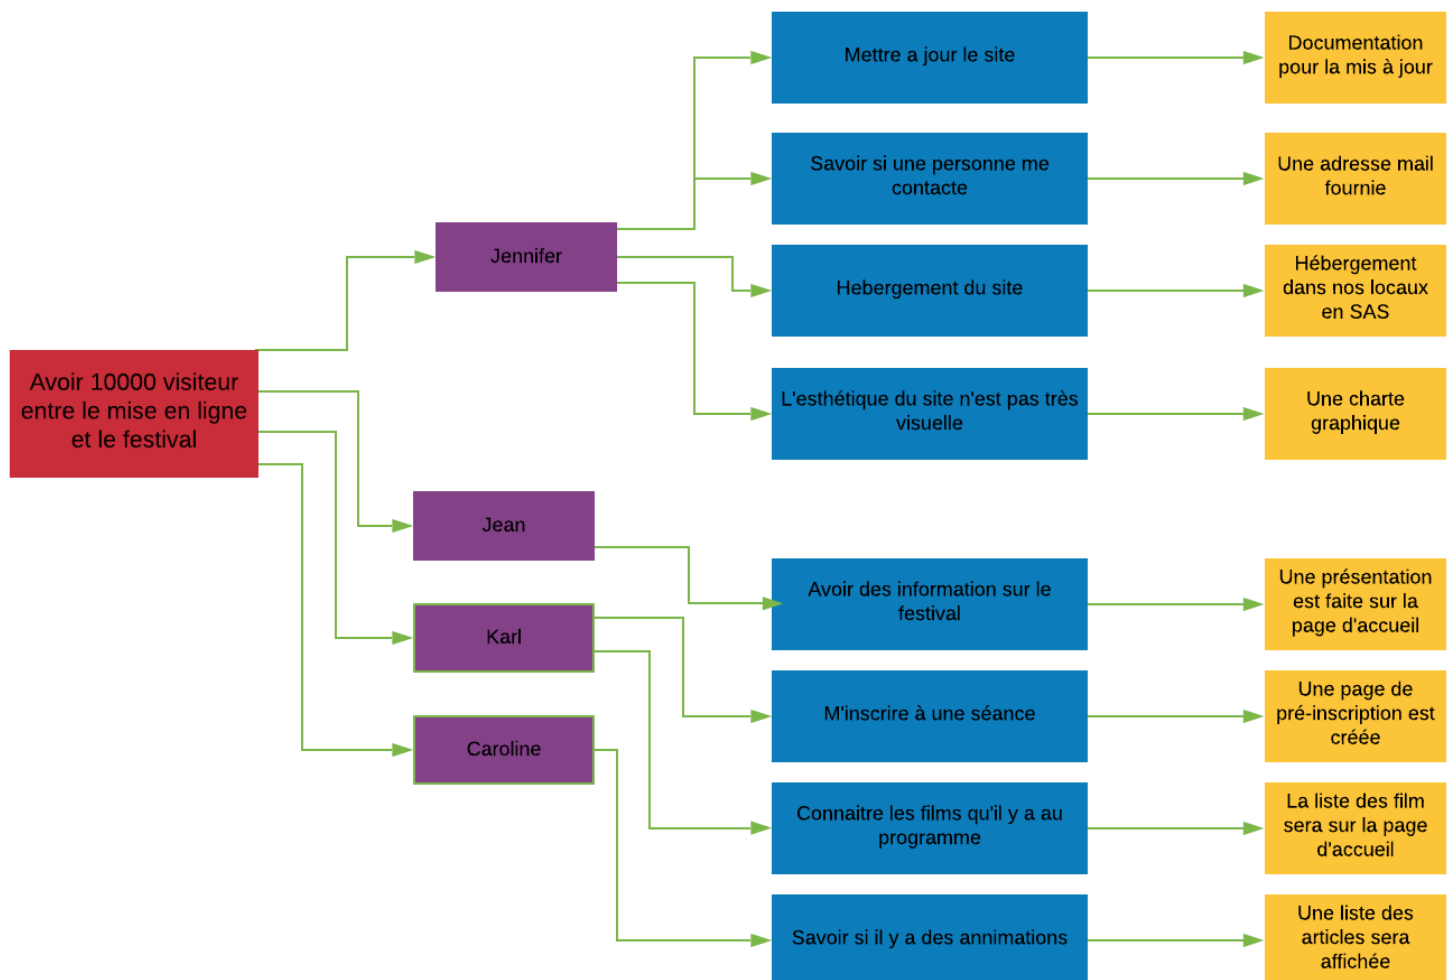 Avoir 10000 visiteur
entre le mise en ligne
et le festival
Jennifer
Mettre a jour le site
Documentation
pour la mis à jour
Savoir si une personne me
contacte
Une adresse mail
fournie
Hebergement du site
Hébergement
dans nos locaux
en SAS
L'esthétique du site n'est pas très
visuelle
Une charte
graphique
Jean
Avoir des information sur le
festival
Une présentation
est faite sur la
page d'accueil
Karl
M'inscrire à une séance
Une page de
pré-inscription est
créée
Connaitre les films qu'il y a au
programme
La liste des film
sera sur la page
d'accueil
Caroline
Savoir si il y a des annimations
Une liste des
articles sera
affichée